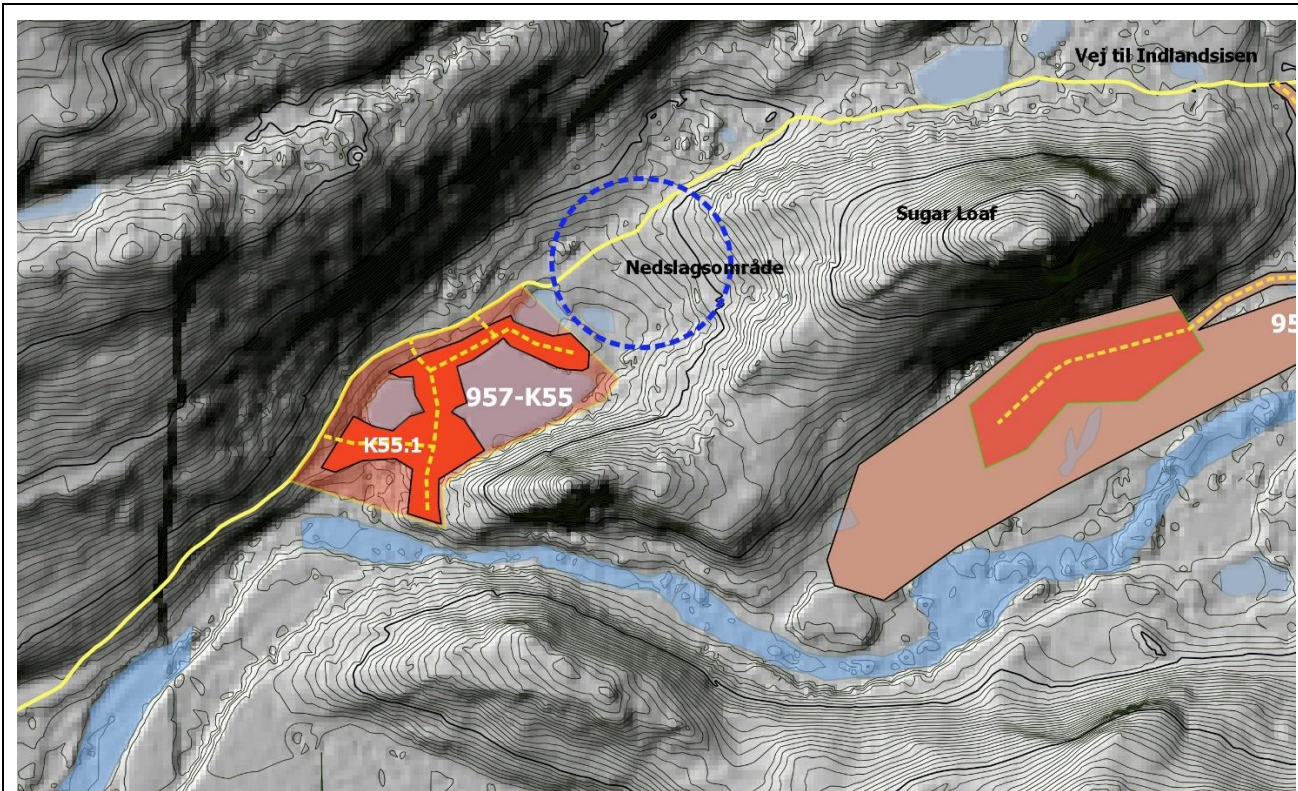 Vej til Indlandsisen
Sugar Loaf
Nedslagsområde
95
957-K55
K55.1